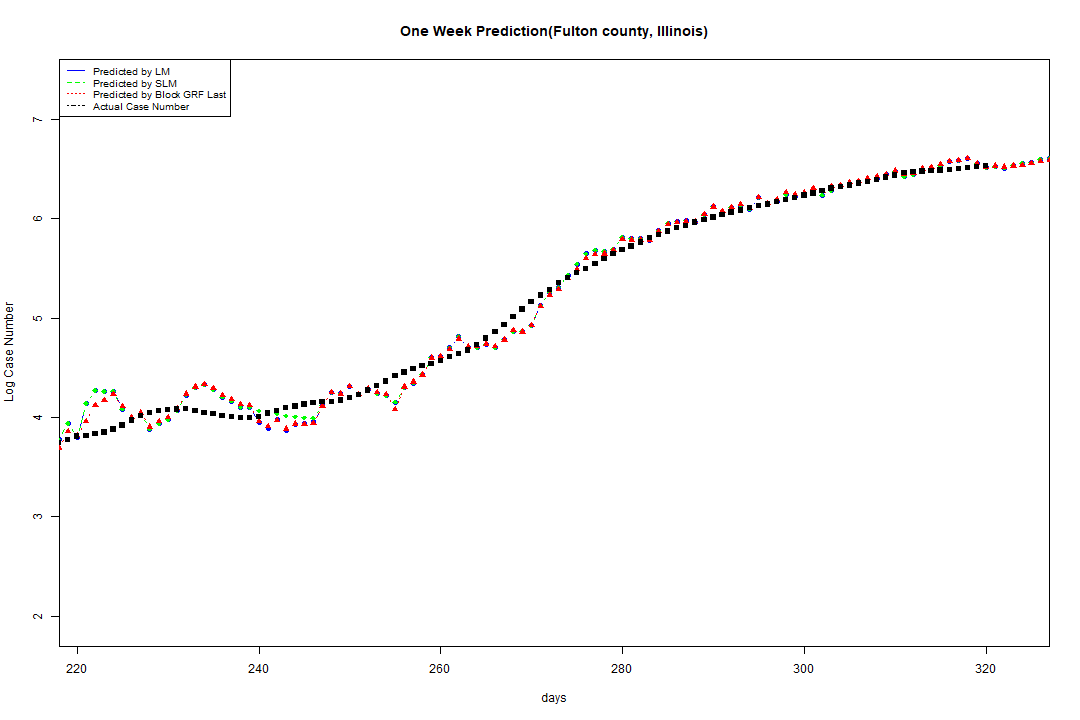 One Week Prediction(Fulton county, Illinois)
Predicted by LM
Predicted by SLM
Predicted by Block GRF Last
Actual Case Number
7
6
5
4
3
2
Log Case Number
220 240 260 280 300 320
days